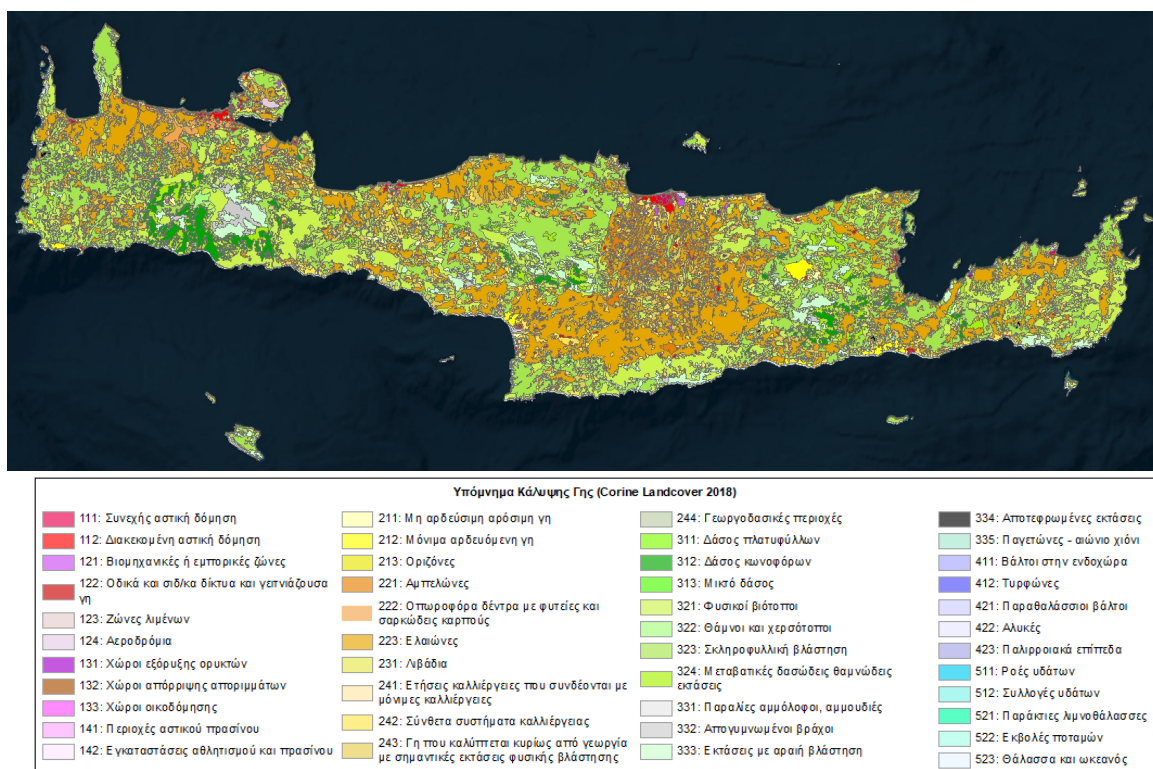 Υπόμνημα Κάλυψης Γης (Corine Landcover 2018)
111: Συνεχής αστική δόμηση
112: Διακεκομένη αστική δόμηση
121: Βιομηχανικές ή εμπορικές ζώνες
122: Οδικά και σιδ/κα δίκτυα και γειτνιάζουσα
γη
123: Ζώνες λιμένων
124: Αεροδρόμια
131: Χώροι εξόρυξης ορυκτών
132: Χώροι απόρριψης απορριμάτων
133: Χώροι οικοδόμησης
141: Περιοχές αστικού πρασίνου
142: Εγκαταστάσεις αθλητισμού και πρασίνου
211: Μη αρδεύσιμη αρόσιμη γη
212: Μόνιμα αρδευόμενη γη
213: Οριζόνες
221: Αμπελώνες
222: Οπωροφόρα δέντρα με φυτείες και
σαρκώδεις καρπούς
223: Ελαιώνες
231: Λιβάδια
241: Ετήσεις καλλιέργειες που συνδέονται με
μόνιμες καλλιέργειες
242: Σύνθετα συστήματα καλλιέργειας
243: Γη που καλύπτεται κυρίως από γεωργία
με σημαντικές εκτάσεις φυσικής βλάστησης
244: Γεωργοδασικές περιοχές
311: Δάσος πλατυφύλλων
312: Δάσος κωνοφόρων
313: Μικτό δάσος
321: Φυσικοί βιότοποι
322: Θάμνοι και χερσότοποι
323: Σκληροφυλλική βλάστηση
324: Μεταβατικές δασώδεις θαμνώδεις
εκτάσεις
331: Παραλίες αμμόλοφοι, αμμουδιές
332: Απογυμνωμένοι βράχοι
333: Εκτάσεις με αραιή βλάστηση
334: Αποτεφρωμένες εκτάσεις
335: Παγετώνες - αιώνιο χιόνι
411: Βάλτοι στην ενδοχώρα
412: Τυρφώνες
421: Παραθαλάσσιοι βάλτοι
422: Αλυκές
423: Παλιρροιακά επίπεδα
511: Ροές υδάτων
512: Συλλογές υδάτων
521: Παράκτιες λιμνοθάλασσες
522: Εκβολές ποταμών
523: Θάλασσα και ωκεανός